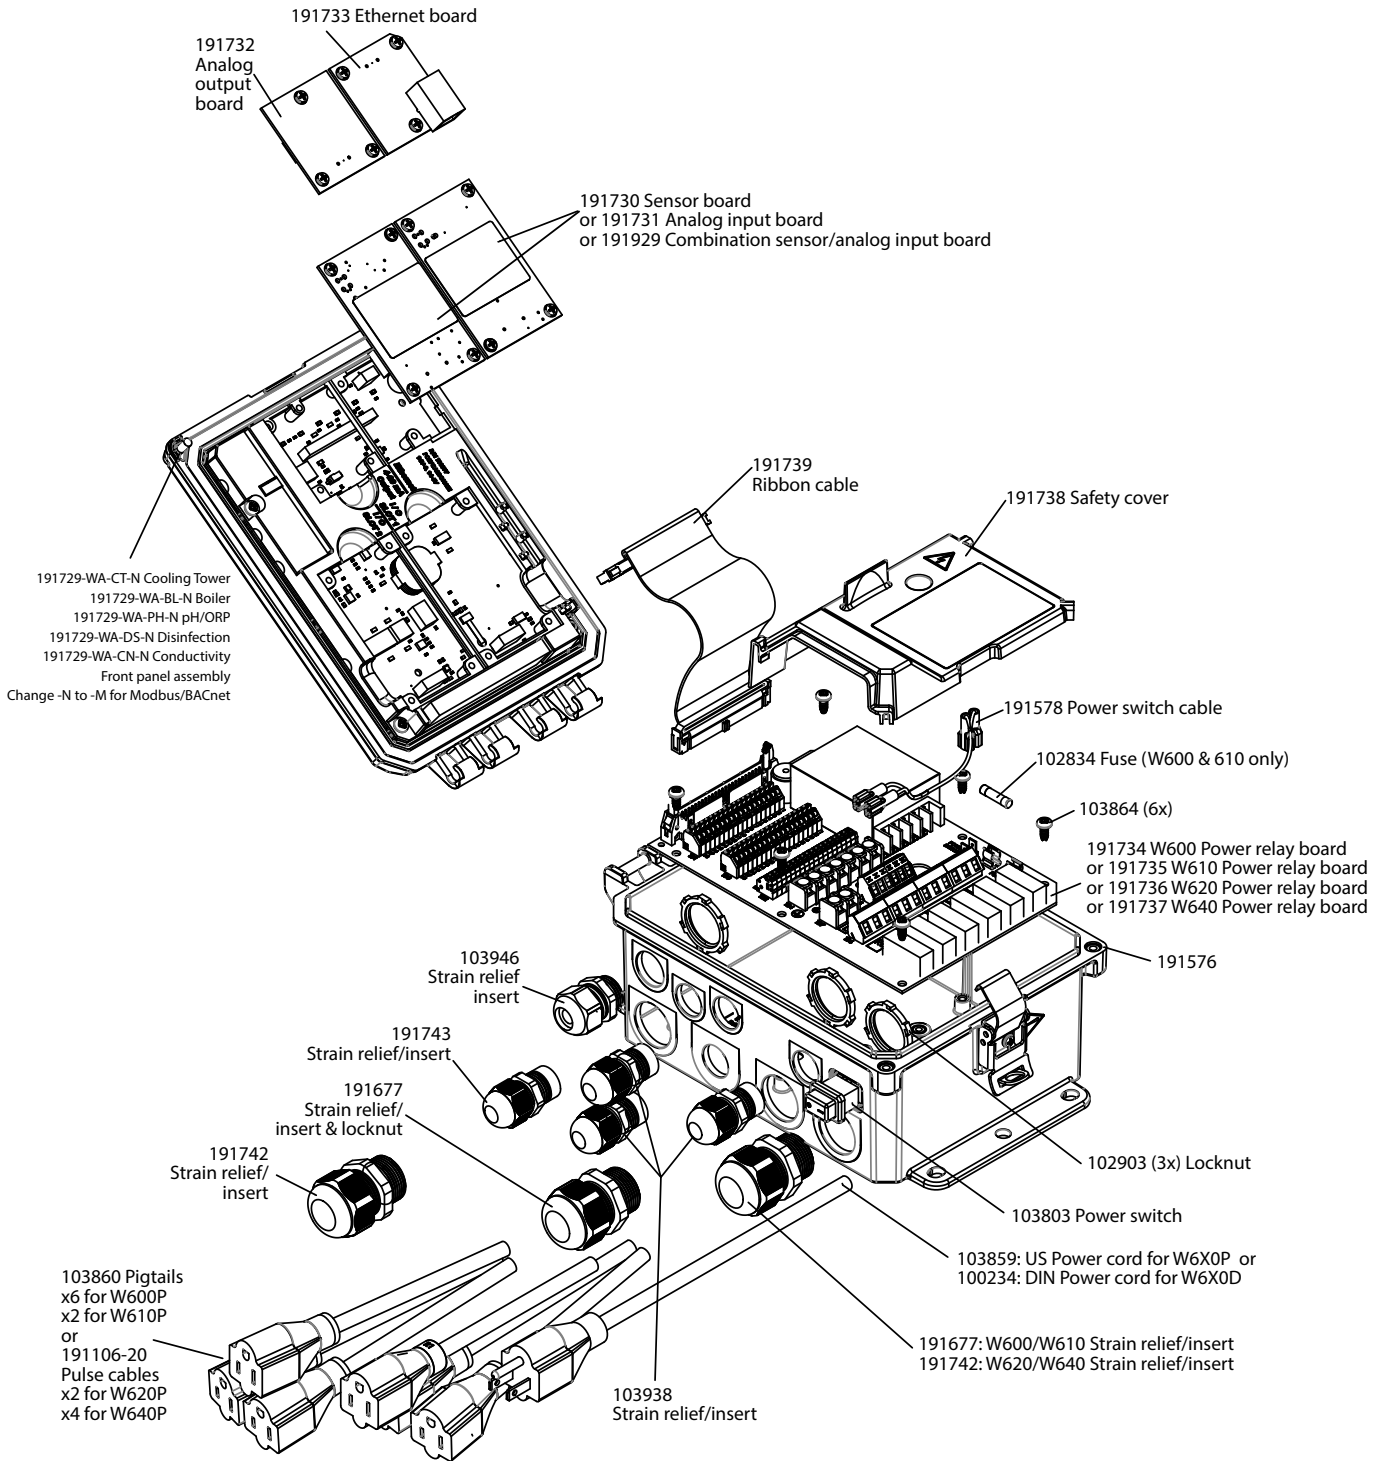 191733 Ethernet board
191732
Analog
output
board
191730 Sensor board
or 191731 Analog input board
or 191929 Combination sensor/analog input board
191739
Ribbon cable
191738 Safety cover
191729-WA-CT-N Cooling Tower
191729-WA-BL-N Boiler
191729-WA-PH-N pH/ORP
191729-WA-DS-N Disinfection
191729-WA-CN-N Conductivity
Front panel assembly
Change -N to -M for Modbus/BACnet
191578 Power switch cable
102834 Fuse (W600 & 610 only)
103864 (6x)
191734 W600 Power relay board
or 191735 W610 Power relay board
or 191736 W620 Power relay board
or 191737 W640 Power relay board
191576
103946
Strain relief
insert
191743
Strain relief/insert
191677
Strain relief/
insert & locknut
191742
Strain relief/
insert
102903 (3x) Locknut
103803 Power switch
103859: US Power cord for W6X0P or
100234: DIN Power cord for W6X0D
191677: W600/W610 Strain relief/insert
191742: W620/W640 Strain relief/insert
103938
Strain relief/insert
103860 Pigtails
x6 for W600P
x2 for W610P
or
191106-20
Pulse cables
x2 for W620P
x4 for W640P